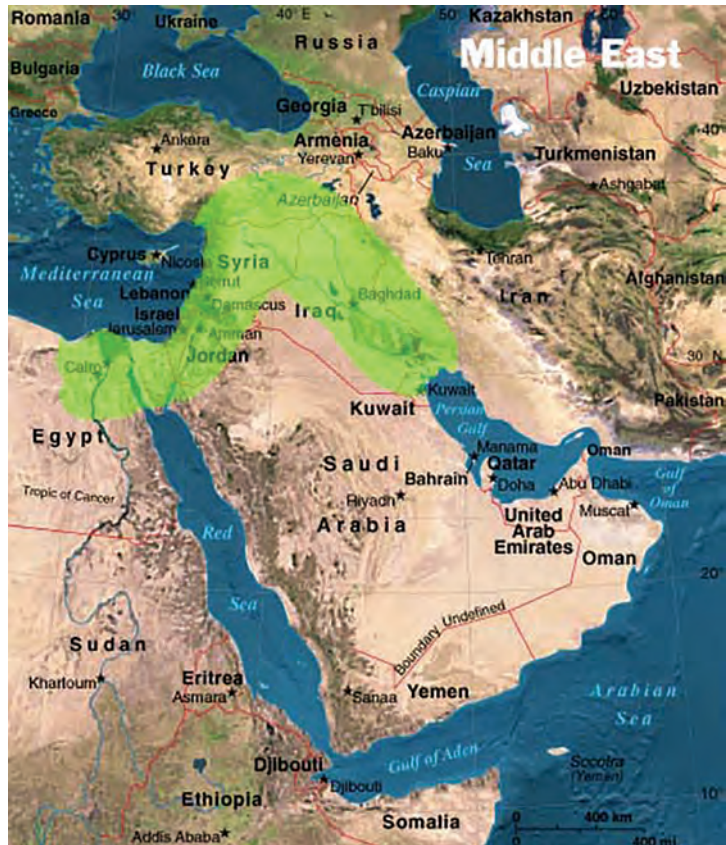 Romania
30°
Ukraine
40° E
Russia
50
Kazakhstan
60
Middle East
Bulgaria
Black Sea
Caspian
Sea
Uzbekistan
Greece
Georgia
T'bilisi
40°
Ankara
Armenia
Azerbaijan
Turkey
Yerevan
Baku
Turkmenistan
Ashgabat
Azerbaijan
Cyprus
Nicosia
Syria
Tehran
Mediterranean
Sea
Beirut
Lebanon
Damascus
Baghdad
Iran
Afghanistan
Israel
Iraq
Jerusalem
Amman
Cairo
Jordan
30° N
Kuwait
Kuwait
Persian
Gulf
Pakistan
Egypt
Manama
Oman
Saudi
Arabia
Bahrain
Qatar
Doha
Abu Dhabi
Gulf
of
Oman
Tropic of Cancer
Riyadh
Muscat
United
Arab
Emirates
Red
Sea
Oman
20°
Boundary Undefined
Sudan
Khartoum
Eritrea
Asmara
Sanaa
Yemen
Arabian
Sea
Gulf of Aden
Djibouti
Djibouti
Socotra
(Yemen)
Ethiopia
10°
Somalia
0
400 km
Addis Ababa
0
400 mi